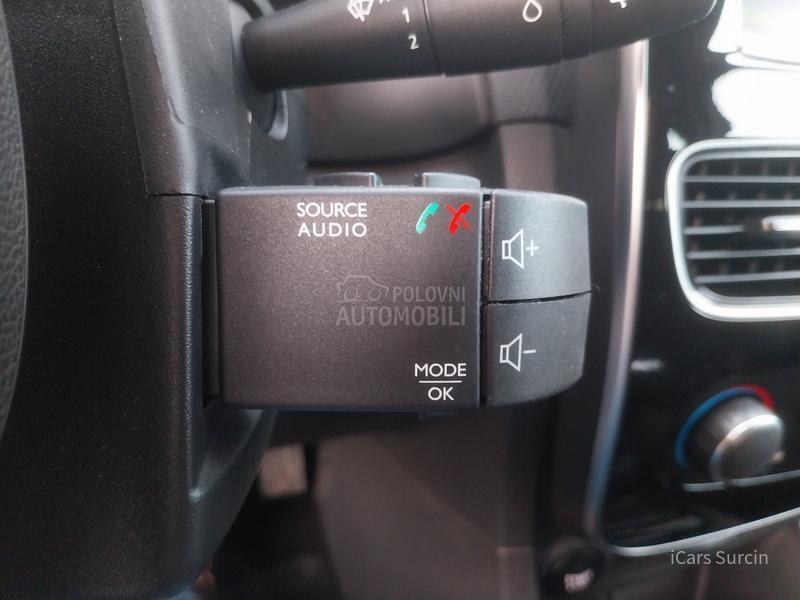 1
2
SOURCE
AUDIO
+
POLOVNI
AUTOMOBILI
-
MODE
OK
iCars Surcin